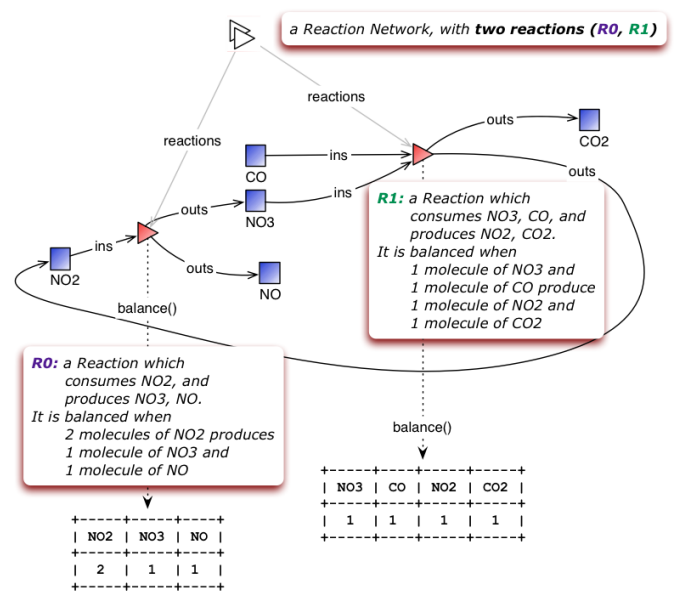 a Reaction Network, with two reactions (R0, R1)
reactions
reactions
outs
CO2
ins
CO
outs
ins
NO3
outs
ins
NO2
outs
NO
balance()
R1: a Reaction which
consumes NO3, CO, and
produces NO2, CO2.
It is balanced when
1 molecule of NO3 and
1 molecule of CO produce
1 molecule of NO2 and
1 molecule of CO2
R0: a Reaction which
consumes NO2, and
produces NO3, NO.
It is balanced when
2 molecules of NO2 produces
1 molecule of NO3 and
1 molecule of NO
balance()
+-------+-----+-------+-------+
| NO3 | CO | NO2 | CO2 |
+-------+-----+-------+-------+
| 1 | 1 | 1 | 1 |
+-------+-----+-------+-------+
+-------+-------+------+
| NO2 | NO3 | NO |
+-------+-------+------+
| 2 | 1 | 1 |
+-------+-------+------+